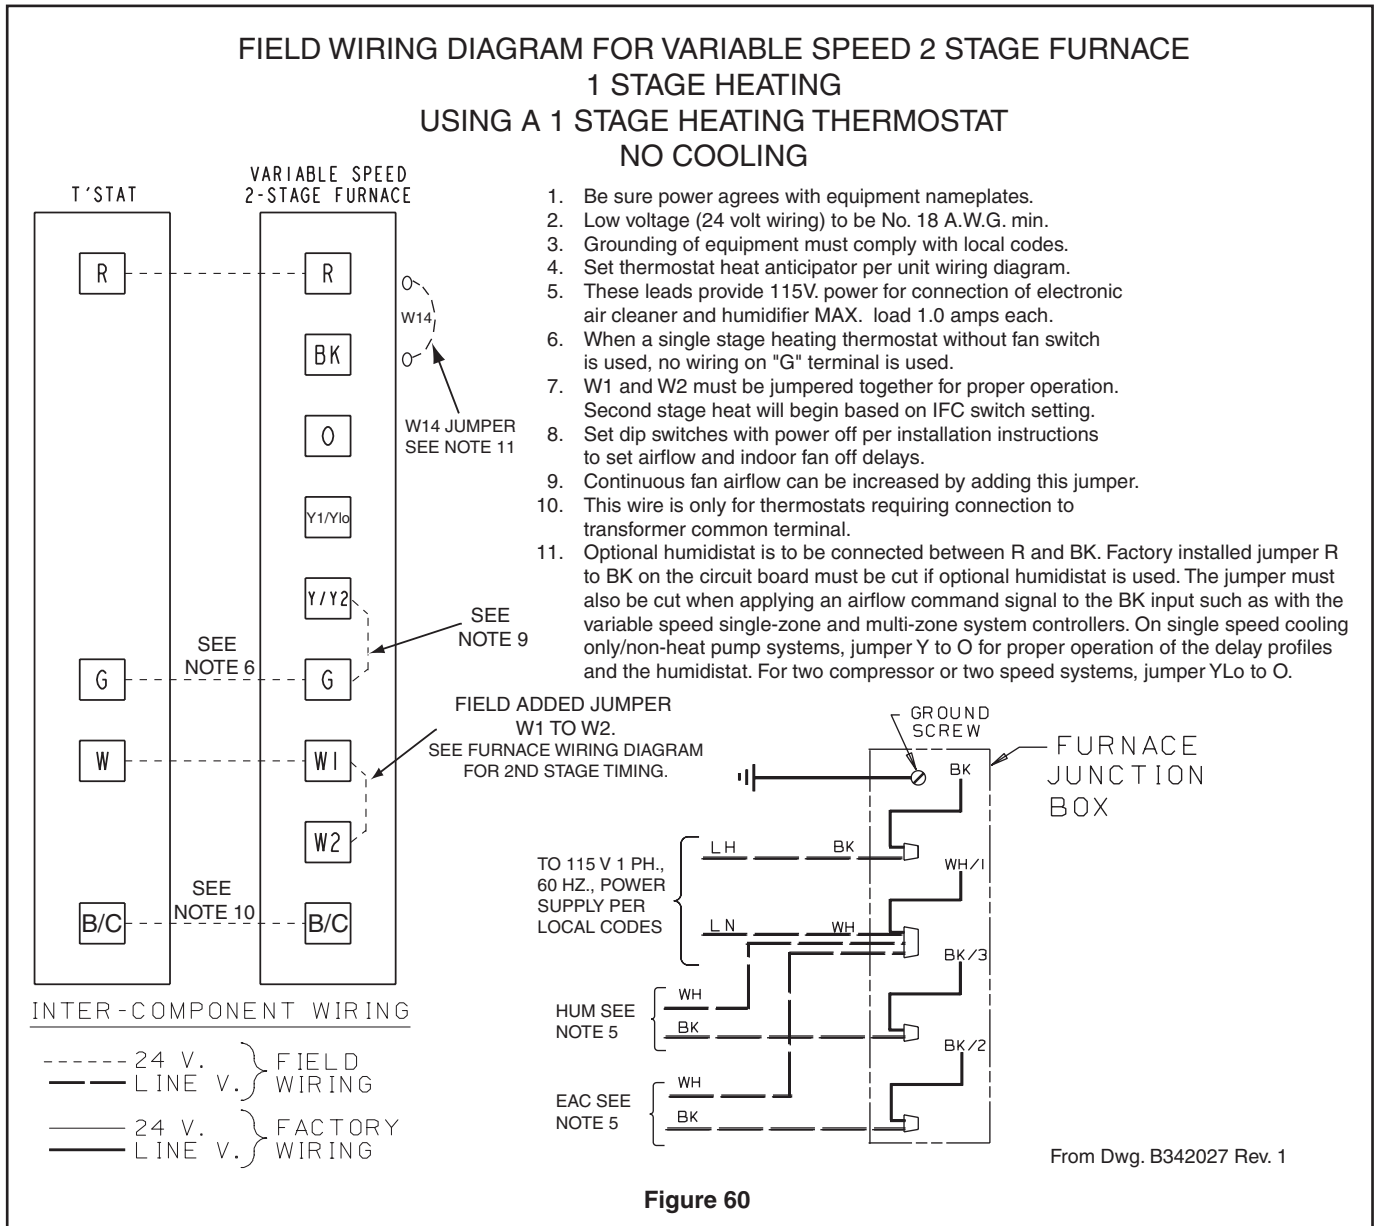 FIELD WIRING DIAGRAM FOR VARIABLE SPEED 2 STAGE FURNACE
1 STAGE HEATING
USING A 1 STAGE HEATING THERMOSTAT
NO COOLING
T'STAT
VARIABLE SPEED
2-STAGE FURNACE
R
R
W14
BK
W14 JUMPER
SEE NOTE 11
O
Y1/Ylo
Y/Y2
SEE
NOTE 9
SEE
NOTE 6
G
G
FIELD ADDED JUMPER
W1 TO W2.
SEE FURNACE WIRING DIAGRAM
FOR 2ND STAGE TIMING.
W
W1
W2
SEE
NOTE 10
B/C
B/C
1. Be sure power agrees with equipment nameplates.
2. Low voltage (24 volt wiring) to be No. 18 A.W.G. min.
3. Grounding of equipment must comply with local codes.
4. Set thermostat heat anticipator per unit wiring diagram.
5. These leads provide 115V. power for connection of electronic
air cleaner and humidifier MAX. load 1.0 amps each.
6. When a single stage heating thermostat without fan switch
is used, no wiring on "G" terminal is used.
7. W1 and W2 must be jumpered together for proper operation.
Second stage heat will begin based on IFC switch setting.
8. Set dip switches with power off per installation instructions
to set airflow and indoor fan off delays.
9. Continuous fan airflow can be increased by adding this jumper.
10. This wire is only for thermostats requiring connection to
transformer common terminal.
11. Optional humidistat is to be connected between R and BK. Factory installed jumper R
to BK on the circuit board must be cut if optional humidistat is used. The jumper must
also be cut when applying an airflow command signal to the BK input such as with the
variable speed single-zone and multi-zone system controllers. On single speed cooling
only/non-heat pump systems, jumper Y to O for proper operation of the delay profiles
and the humidistat. For two compressor or two speed systems, jumper YLo to O.
GROUND
SCREW
FURNACE
JUNCTION
BOX
BK
LH
BK
WH/1
TO 115 V 1 PH.,
60 HZ., POWER
SUPPLY PER
LOCAL CODES
LN
WH
BK/3
HUM SEE
NOTE 5
WH
BK
BK/2
EAC SEE
NOTE 5
WH
BK
INTER-COMPONENT WIRING
24 V.
LINE V.
FIELD
WIRING
24 V.
LINE V.
FACTORY
WIRING
From Dwg. B342027 Rev. 1
Figure 60